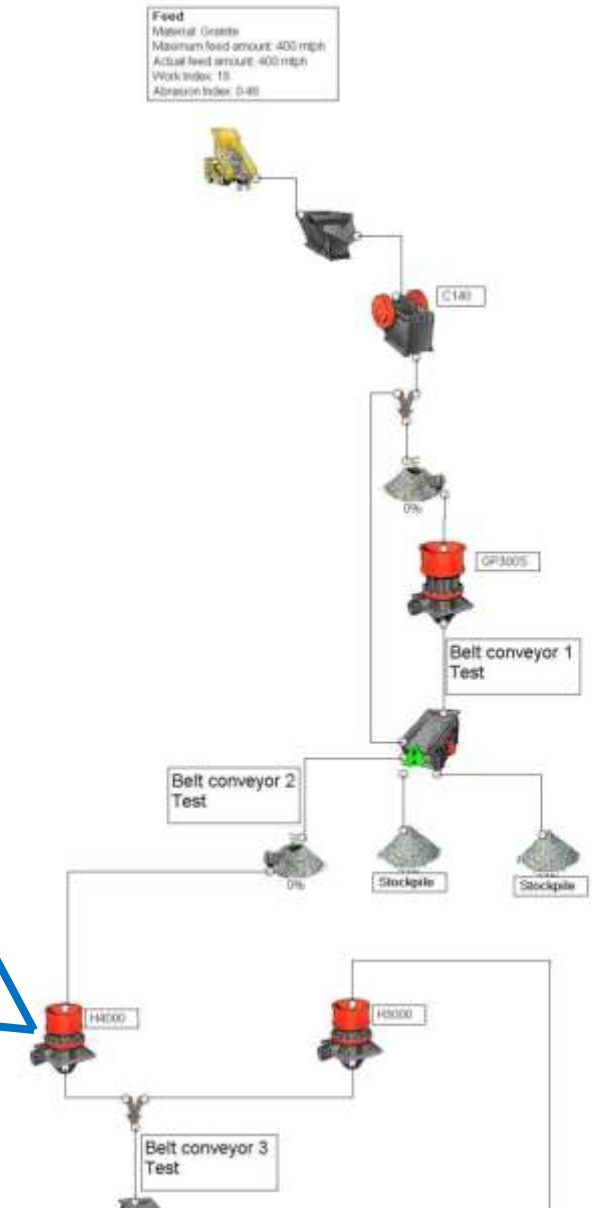 Feed
Material: Granite
Maximum feed amount: 400 mtph
Actual feed amount: 400 mtph
Work Index: 16
Abrasion Index: 0.48
C140
0%
GP300S
Belt conveyor 1
Test
Belt conveyor 2
Test
0%
Stockpile
Stockpile
H4000
H3000
Belt conveyor 3
Test